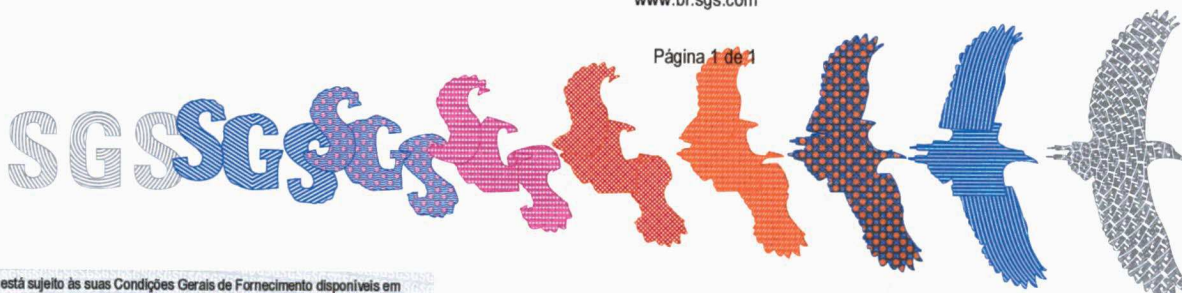 www.br.sgs.com
Página 1 de 1
SGS SGS SGS
está sujeito às suas Condições Gerais de Fornecimento disponíveis em